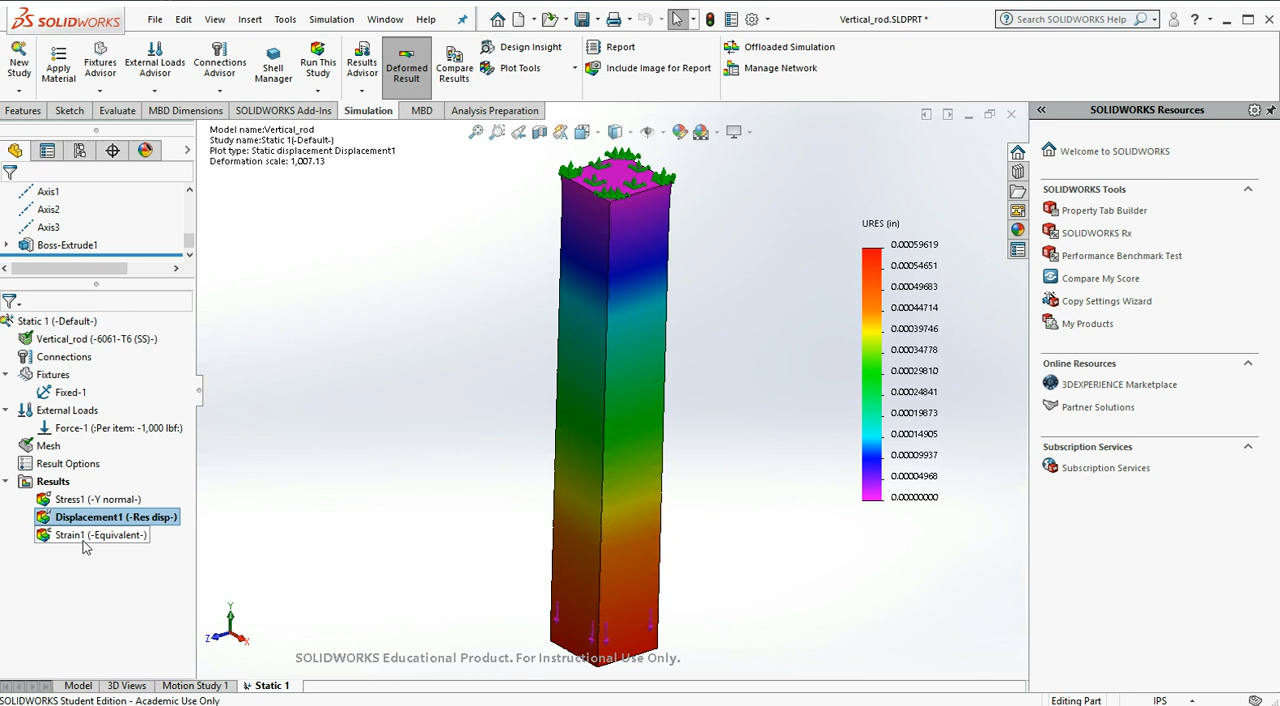 SOLIDWORKS
File Edit View Insert Tools Simulation Window Help
Vertical_rod.SLDPRT *
Search SOLIDWORKS Help
New Study
Apply Material
Fixtures Advisor
External Loads Advisor
Connections Advisor
Shell Manager
Run This Study
Results Advisor
Deformed Result
Compare Results
Design Insight
Plot Tools
Report
Include Image for Report
Offloaded Simulation
Manage Network
Features Sketch Evaluate MBD Dimensions SOLIDWORKS Add-Ins Simulation MBD Analysis Preparation
Axis1
Axis2
Axis3
Boss-Extrude1
Static 1 (-Default-)
Vertical_rod (-6061-T6 (SS)-)
Connections
Fixtures
Fixed-1
External Loads
Force-1 (:Per item: -1,000 lbf:)
Mesh
Result Options
Results
Stress1 (-Y normal-)
Displacement1 (-Res disp-)
Strain1 (-Equivalent-)
Model name:Vertical_rod
Study name:Static 1(-Default-)
Plot type: Static displacement Displacement1
Deformation scale: 1,007.13
URES (in)
0.00059619
0.00054651
0.00049683
0.00044714
0.00039746
0.00034778
0.00029810
0.00024841
0.00019873
0.00014905
0.00009937
0.00004968
0.00000000
Y
Z
X
SOLIDWORKS Educational Product. For Instructional Use Only.
SOLIDWORKS Resources
Welcome to SOLIDWORKS
SOLIDWORKS Tools
Property Tab Builder
SOLIDWORKS Rx
Performance Benchmark Test
Compare My Score
Copy Settings Wizard
My Products
Online Resources
3DEXPERIENCE Marketplace
Partner Solutions
Subscription Services
Subscription Services
Model 3D Views Motion Study 1 Static 1
SOLIDWORKS Student Edition - Academic Use Only
Editing Part
IPS